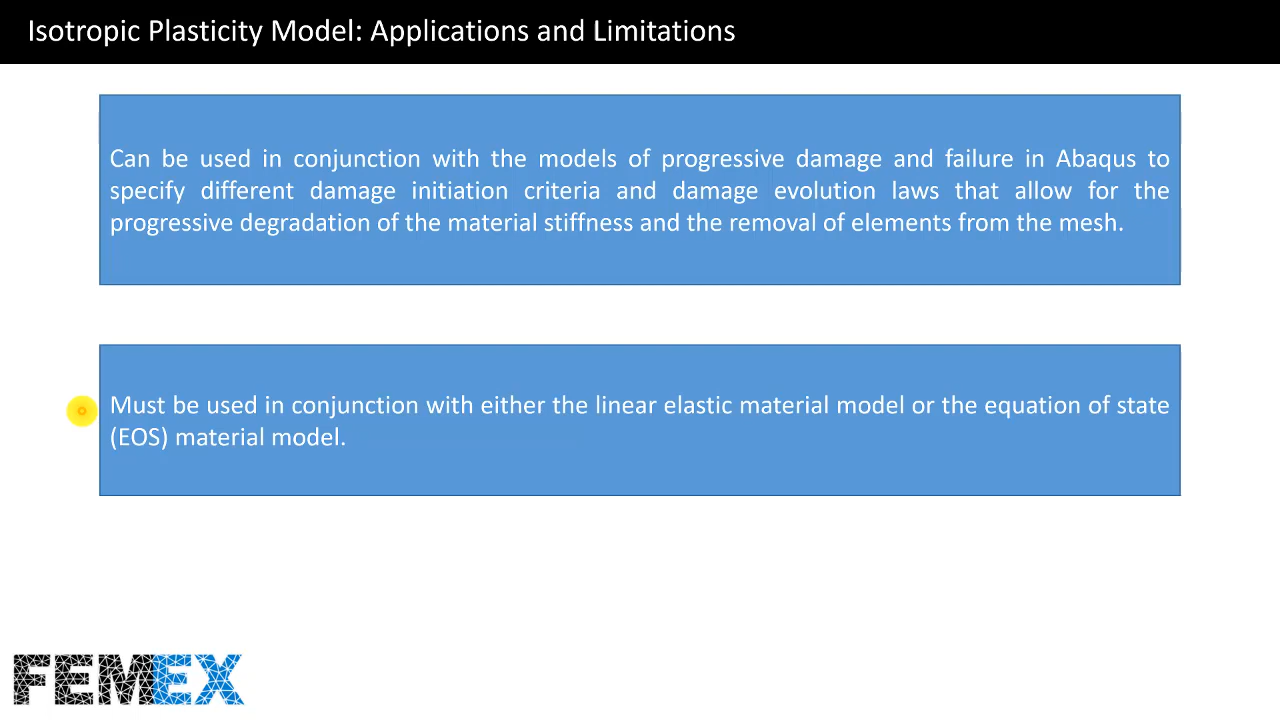 Isotropic Plasticity Model: Applications and Limitations
Can be used in conjunction with the models of progressive damage and failure in Abaqus to
specify different damage initiation criteria and damage evolution laws that allow for the
progressive degradation of the material stiffness and the removal of elements from the mesh.
Must be used in conjunction with either the linear elastic material model or the equation of state
(EOS) material model.
FEMEX